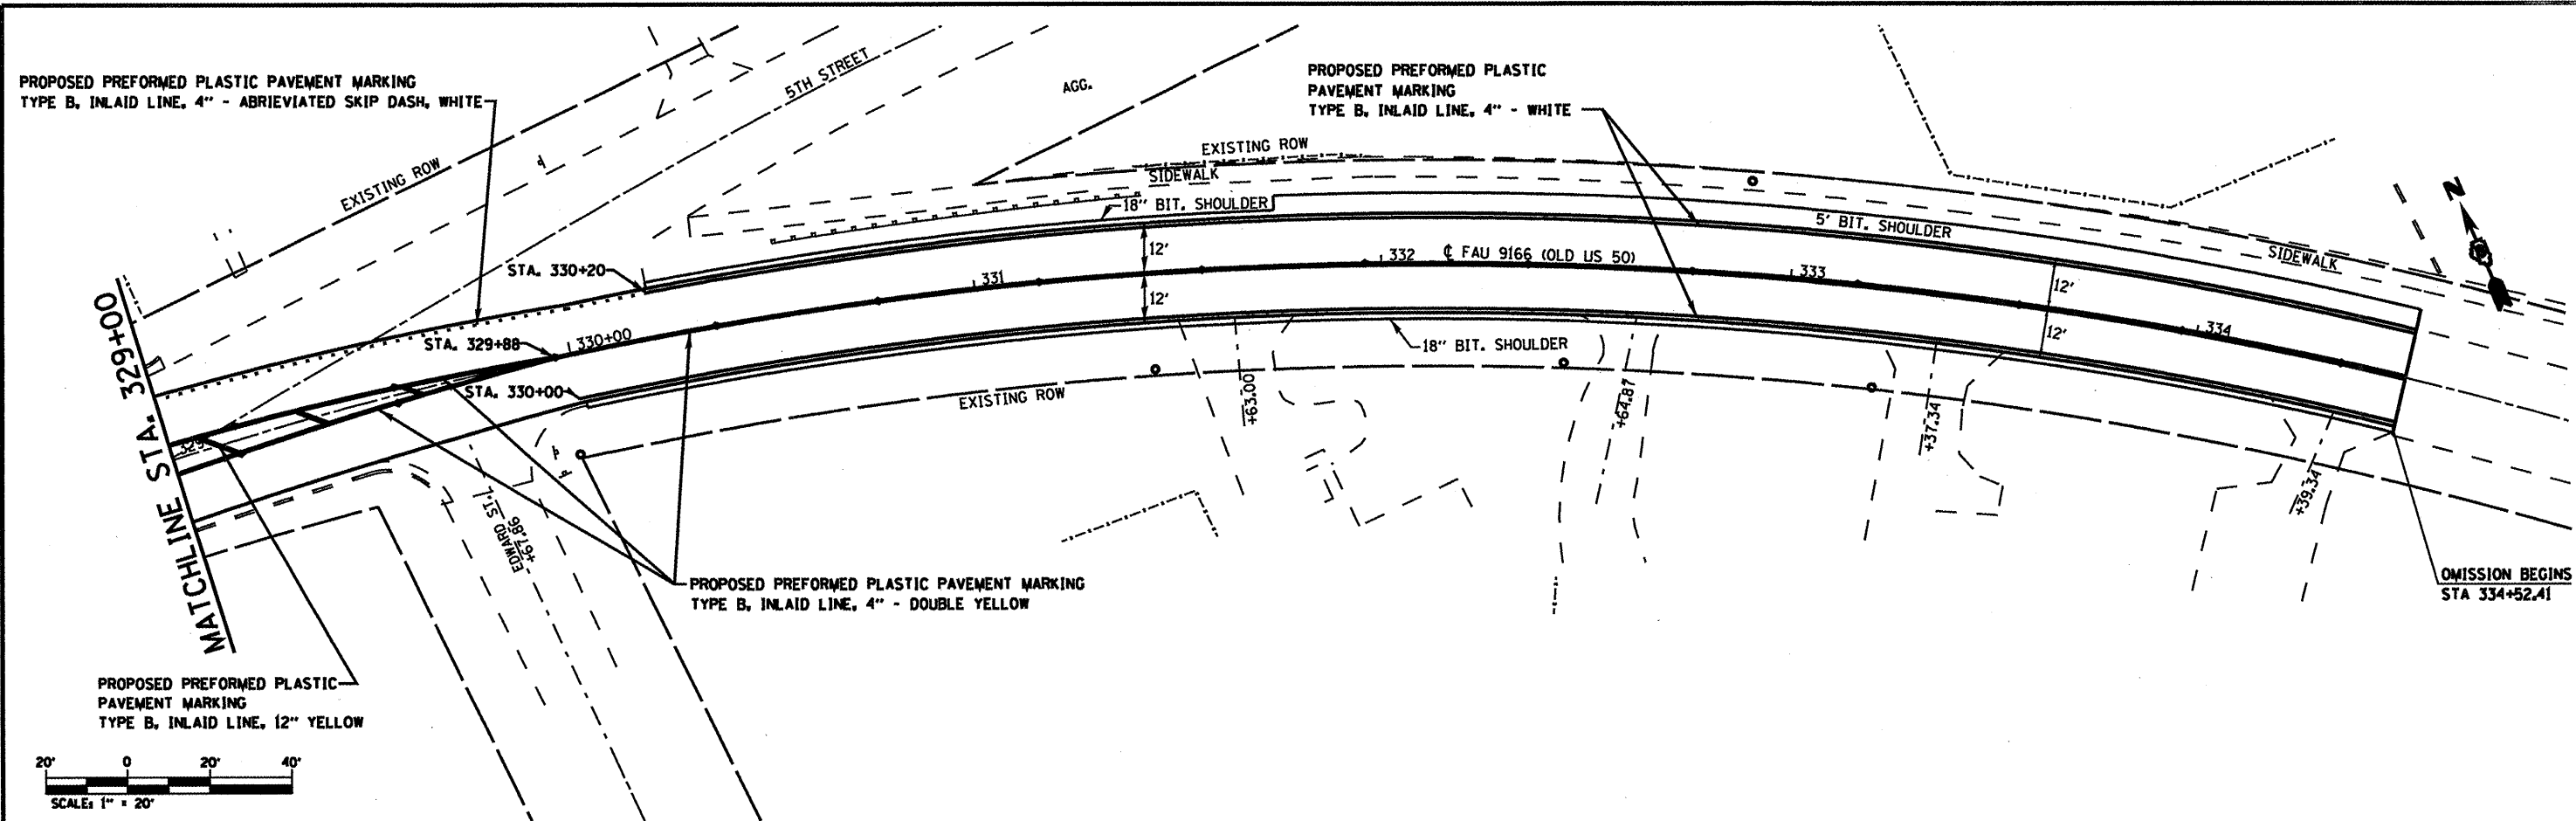 PROPOSED PREFORMED PLASTIC PAVEMENT MARKING
TYPE B, INLAID LINE, 4" - ABRIEVIATED SKIP DASH, WHITE
5TH STREET
AGG.
PROPOSED PREFORMED PLASTIC
PAVEMENT MARKING
TYPE B, INLAID LINE, 4" - WHITE
EXISTING ROW
EXISTING ROW
SIDEWALK
18" BIT. SHOULDER
5' BIT. SHOULDER
SIDEWALK
N
STA. 330+20
12'
332
℄ FAU 9166 (OLD US 50)
333
12'
331
12'
12'
334
MATCHLINE STA. 329+00
STA. 329+88
330+00
18" BIT. SHOULDER
STA. 330+00
EXISTING ROW
329
+63.00
+64.87
+37.34
+39.34
EDWARD ST.
+67.86
PROPOSED PREFORMED PLASTIC PAVEMENT MARKING
TYPE B, INLAID LINE, 4" - DOUBLE YELLOW
OMISSION BEGINS
STA 334+52.41
PROPOSED PREFORMED PLASTIC
PAVEMENT MARKING
TYPE B, INLAID LINE, 12" YELLOW
20' 0 20' 40'
SCALE: 1" = 20'